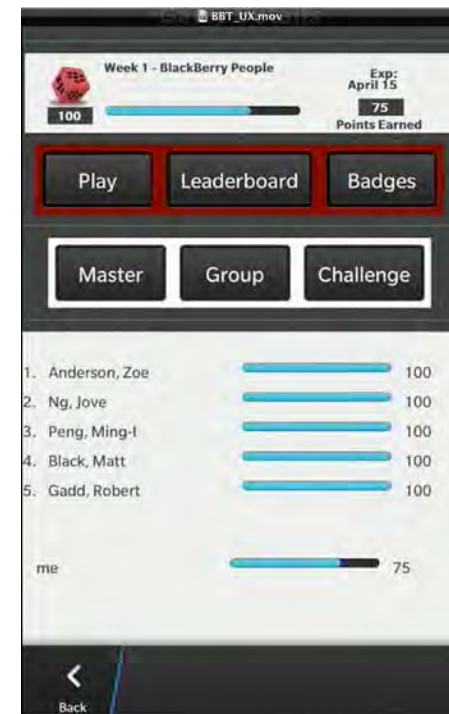 BBT_UX.mov
Week 1 - BlackBerry People
Exp:
April 15
100
75
Points Earned
Play Leaderboard Badges
Master Group Challenge
1. Anderson, Zoe 100
2. Ng, Jove 100
3. Peng, Ming-I 100
4. Black, Matt 100
5. Gadd, Robert 100
me 75
Back